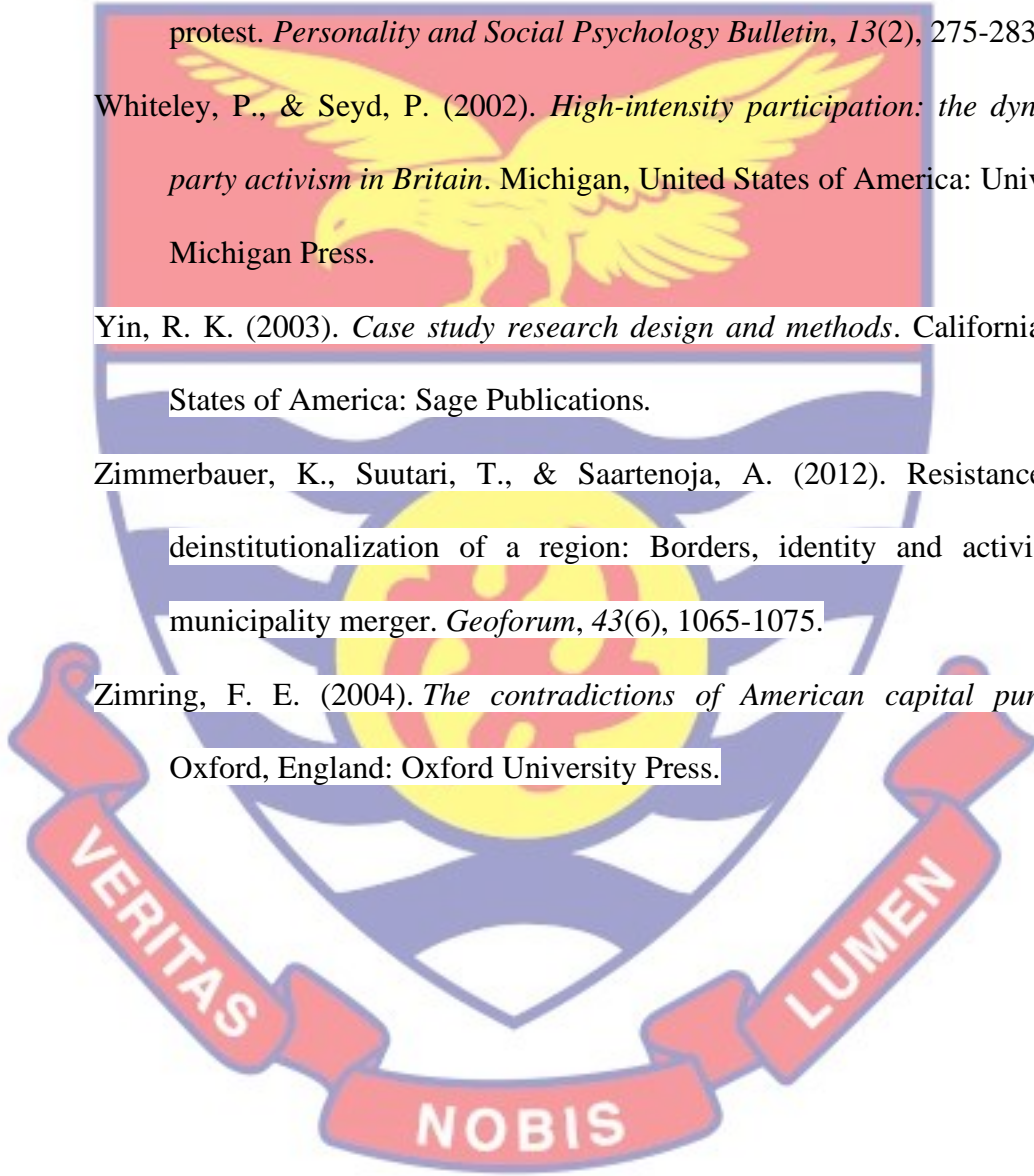 protest. Personality and Social Psychology Bulletin, 13(2), 275-283
Whiteley, P., & Seyd, P. (2002). High-intensity participation: the dyn
party activism in Britain. Michigan, United States of America: Univ
Michigan Press.
Yin, R. K. (2003). Case study research design and methods. California
States of America: Sage Publications.
Zimmerbauer, K., Suutari, T., & Saartenoja, A. (2012). Resistance
deinstitutionalization of a region: Borders, identity and activi
municipality merger. Geoforum, 43(6), 1065-1075.
Zimring, F. E. (2004). The contradictions of American capital pun
Oxford, England: Oxford University Press.
VERITAS
NOBIS
LUMEN